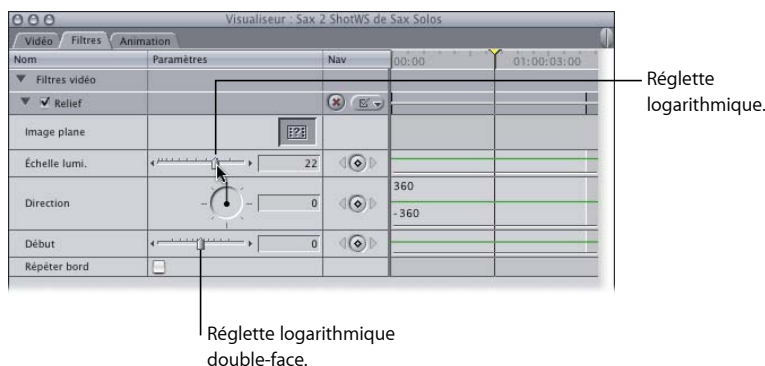 Visualiseur : Sax 2 ShotWS de Sax Solos
Vidéo Filtres Animation
Nom Paramètres Nav 00:00 01:00:03:00
Filtres vidéo
Relief
Image plane
Échelle lumi. 22
Direction 0 360
-360
Début 0
Répéter bord
Réglette
logarithmique.
Réglette logarithmique
double-face.